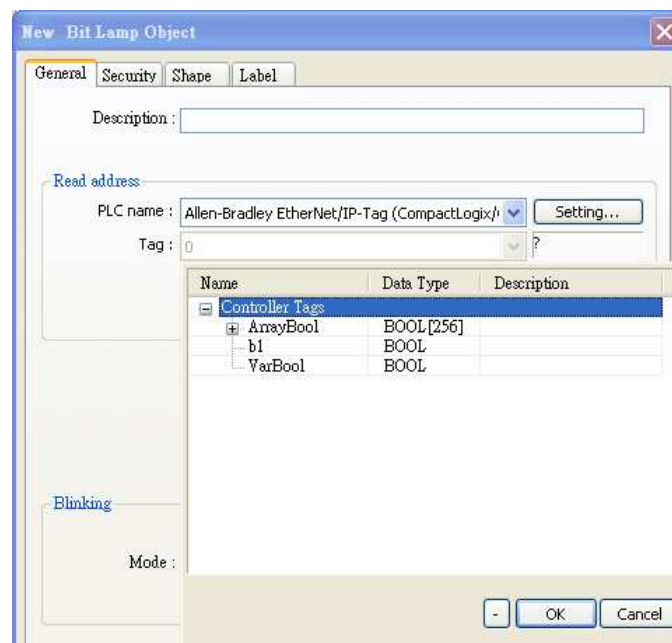 New Bit Lamp Object
General Security Shape Label
Description :
Read address
PLC name : Allen-Bradley EtherNet/IP-Tag (CompactLogix/ Setting...
Tag : 0 ?
Name Data Type Description
Controller Tags
ArrayBool BOOL[256]
b1 BOOL
VarBool BOOL
Blinking
Mode :
- OK Cancel